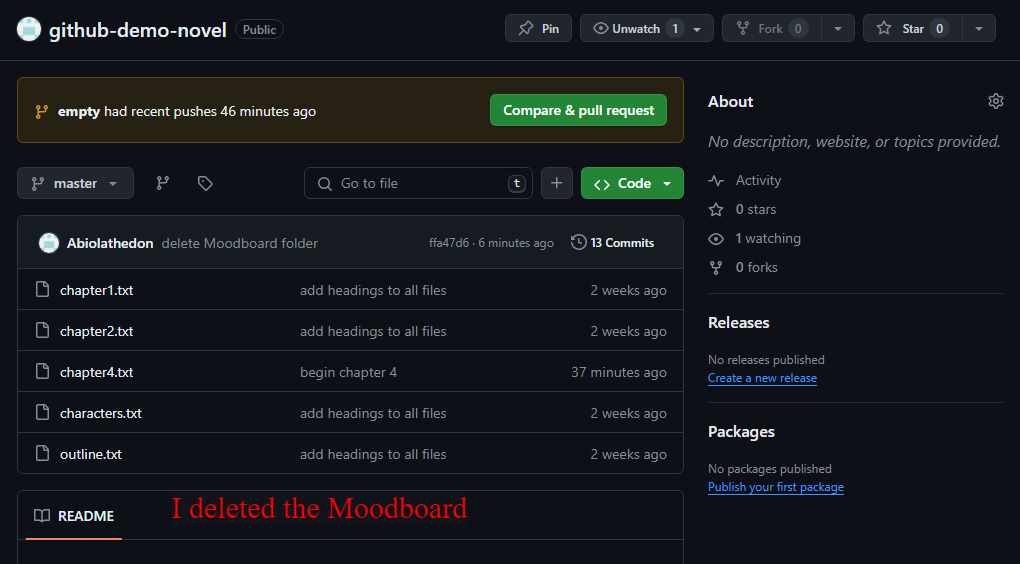 github-demo-novel Public
Pin
Unwatch 1
Fork 0
Star 0
empty had recent pushes 46 minutes ago
Compare & pull request
master
Go to file
t
Code
Abiolathedon delete Moodboard folder ffa47d6 · 6 minutes ago 13 Commits
chapter1.txt add headings to all files 2 weeks ago
chapter2.txt add headings to all files 2 weeks ago
chapter4.txt begin chapter 4 37 minutes ago
characters.txt add headings to all files 2 weeks ago
outline.txt add headings to all files 2 weeks ago
README
I deleted the Moodboard
About
No description, website, or topics provided.
Activity
0 stars
1 watching
0 forks
Releases
No releases published
Create a new release
Packages
No packages published
Publish your first package